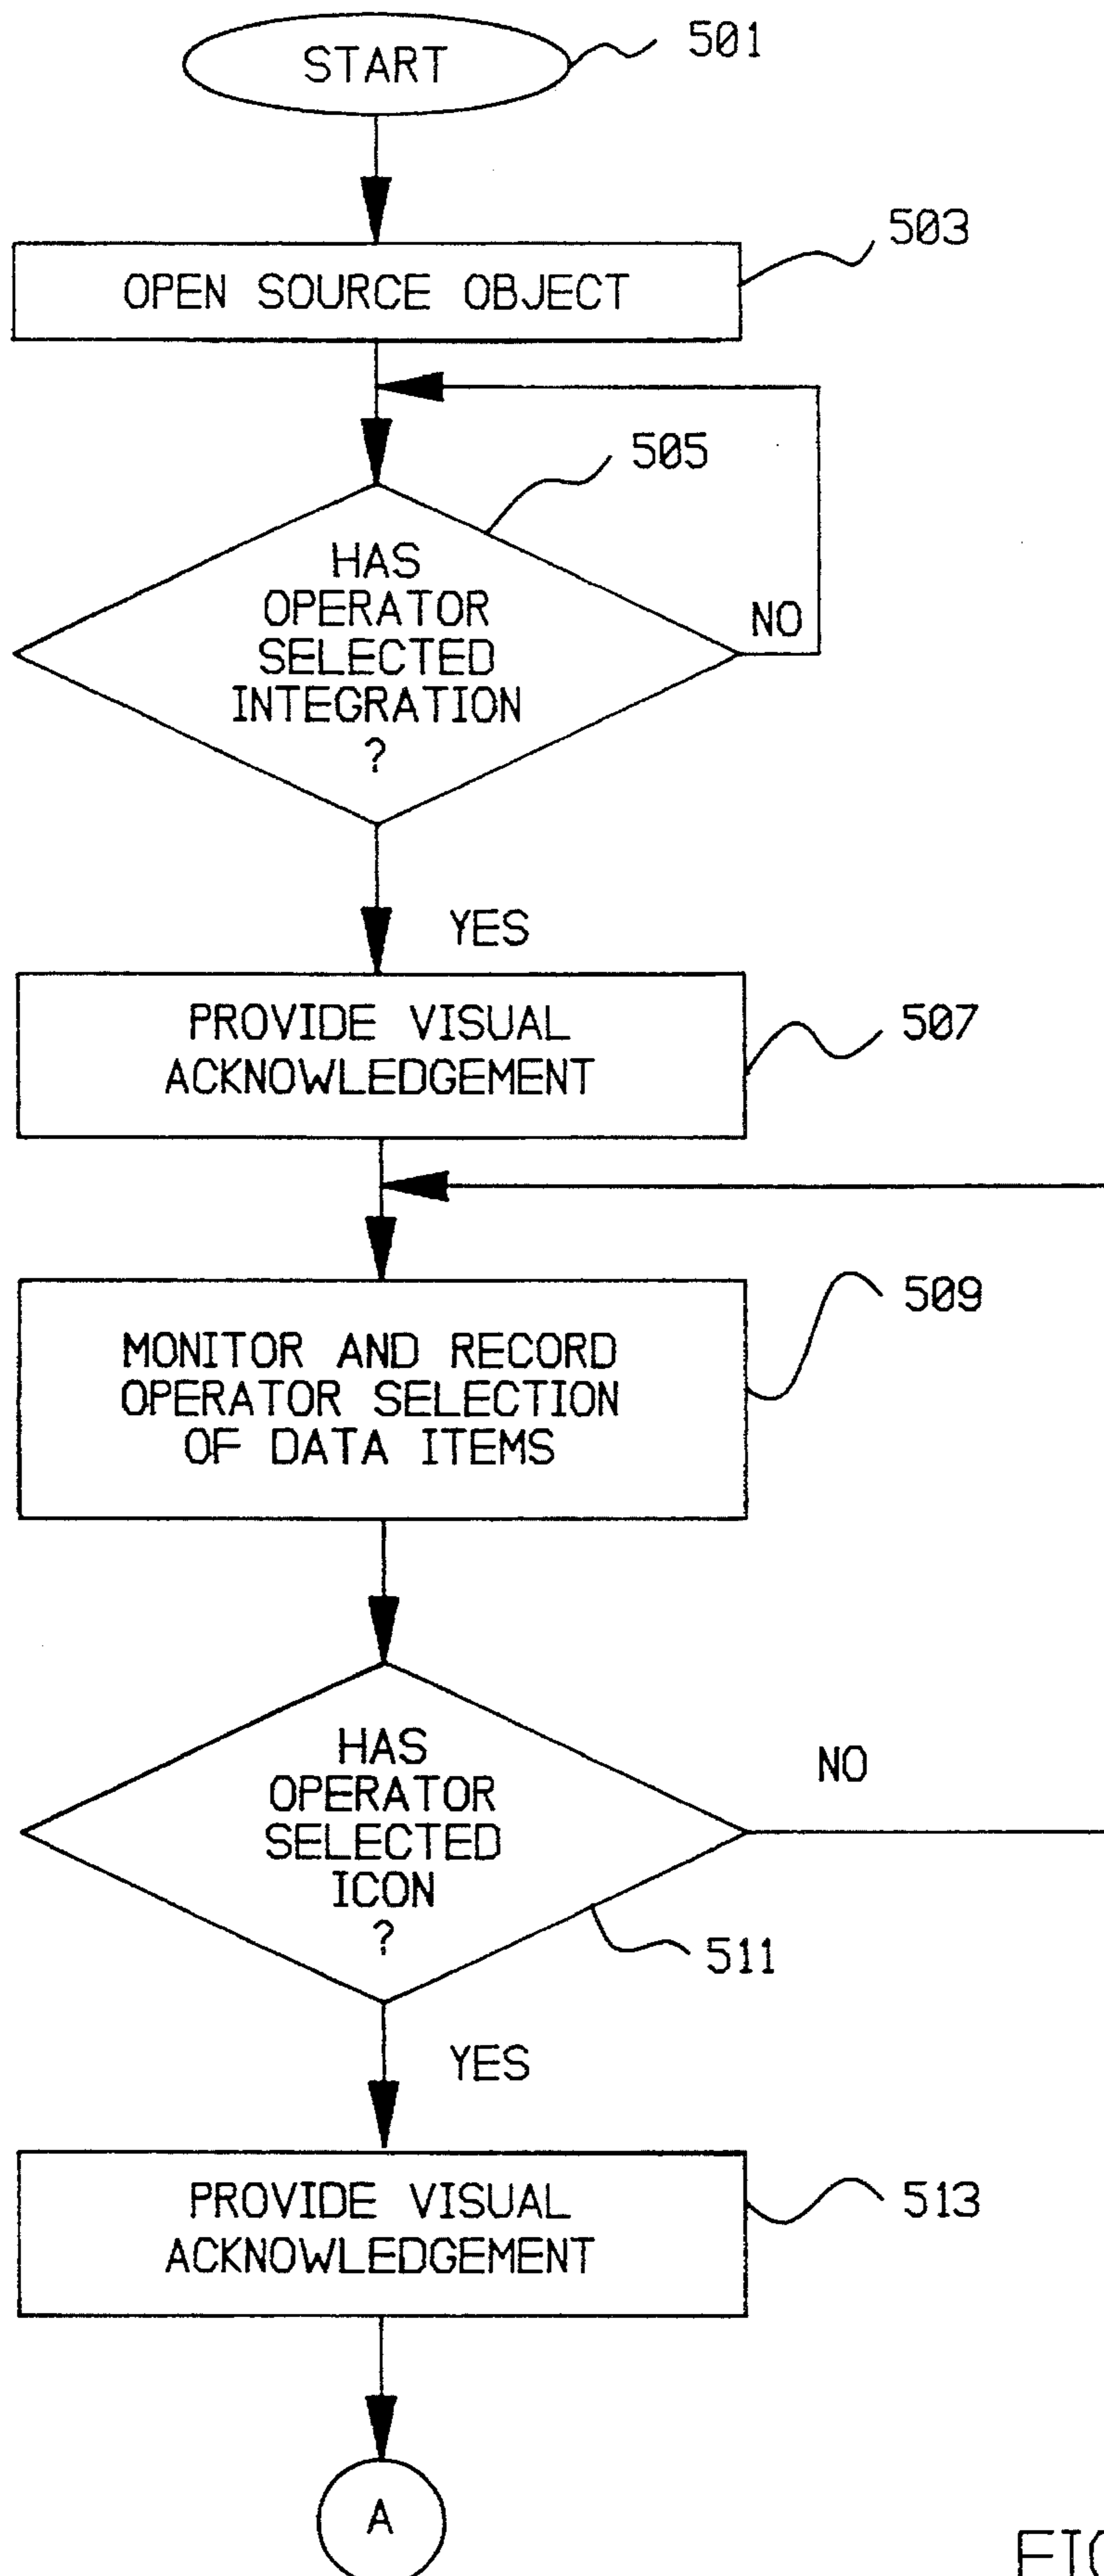 START
501
503
OPEN SOURCE OBJECT
505
HAS
OPERATOR
SELECTED
INTEGRATION
?
NO
YES
PROVIDE VISUAL
ACKNOWLEDGEMENT
507
509
MONITOR AND RECORD
OPERATOR SELECTION
OF DATA ITEMS
HAS
OPERATOR
SELECTED
ICON
?
NO
511
YES
PROVIDE VISUAL
ACKNOWLEDGEMENT
513
A